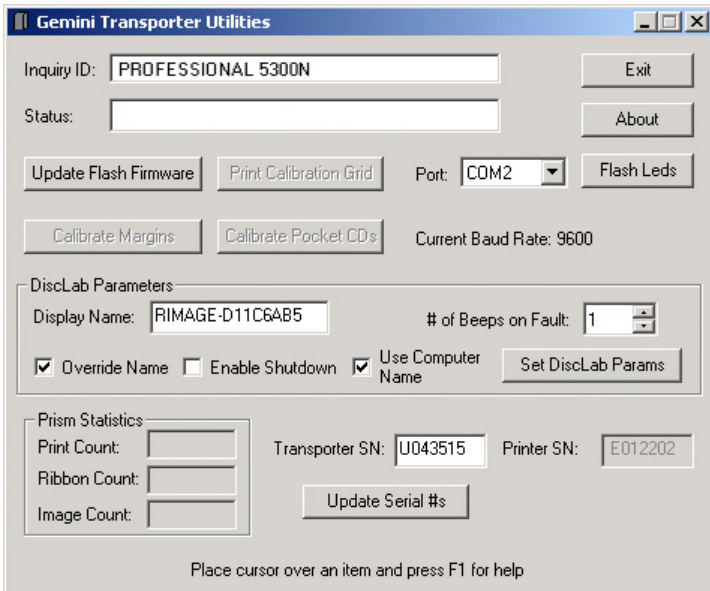 Gemini Transporter Utilities
Inquiry ID: PROFESSIONAL 5300N
Exit
Status:
About
Update Flash Firmware
Print Calibration Grid
Port: COM2
Flash Leds
Calibrate Margins
Calibrate Pocket CDs
Current Baud Rate: 9600
DiscLab Parameters
Display Name: RIMAGE-D11C6AB5
# of Beeps on Fault: 1
Override Name
Enable Shutdown
Use Computer
Name
Set DiscLab Params
Prism Statistics
Print Count:
Ribbon Count:
Image Count:
Transporter SN: U043515
Printer SN: E012202
Update Serial #s
Place cursor over an item and press F1 for help